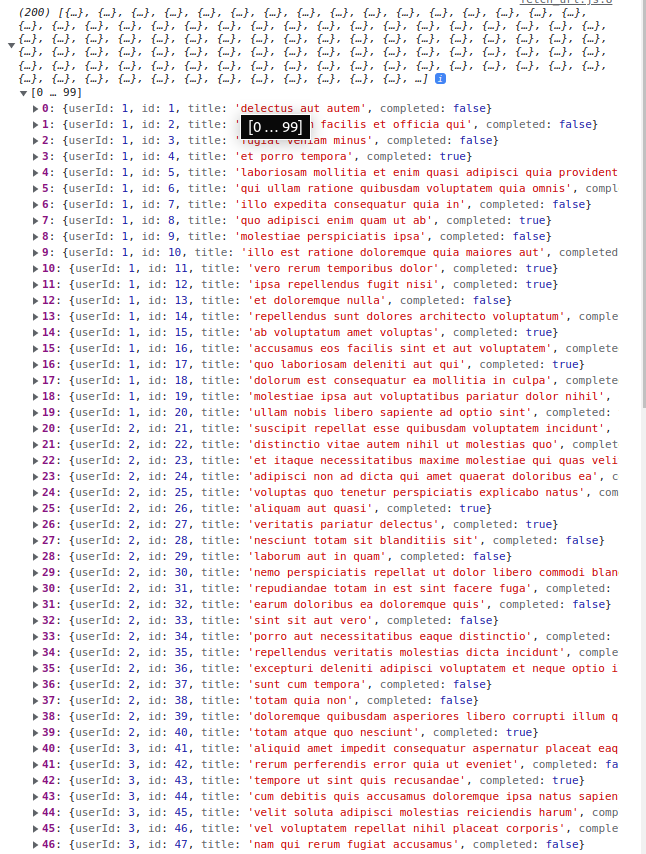 (200) [{…}, {…}, {…}, {…}, {…}, {…}, {…}, {…}, {…}, {…}, {…}, {…}, {…}, {…}, {…}, {…},
{…}, {…}, {…}, {…}, {…}, {…}, {…}, {…}, {…}, {…}, {…}, {…}, {…}, {…}, {…}, {…}, {…}, {…},
{…}, {…}, {…}, {…}, {…}, {…}, {…}, {…}, {…}, {…}, {…}, {…}, {…}, {…}, {…}, {…}, {…}, {…},
{…}, {…}, {…}, {…}, {…}, {…}, {…}, {…}, {…}, {…}, {…}, {…}, {…}, {…}, {…}, {…}, {…}, {…},
{…}, {…}, {…}, {…}, {…}, {…}, {…}, {…}, {…}, {…}, {…}, {…}, {…}, {…}, {…}, {…}, {…}, {…},
{…}, {…}, {…}, {…}, {…}, {…}, {…}, {…}, {…}, {…}, {…}, {…}, …] i
[0 … 99]
0: {userId: 1, id: 1, title: 'delectus aut autem', completed: false}
1: {userId: 1, id: 2, title: ' facilis et officia qui', completed: false}
[0 … 99]
2: {userId: 1, id: 3, title: 'fugiat veniam minus', completed: false}
3: {userId: 1, id: 4, title: 'et porro tempora', completed: true}
4: {userId: 1, id: 5, title: 'laboriosam mollitia et enim quasi adipisci quia provident
5: {userId: 1, id: 6, title: 'qui ullam ratione quibusdam voluptatem quia omnis', compl
6: {userId: 1, id: 7, title: 'illo expedita consequatur quia in', completed: false}
7: {userId: 1, id: 8, title: 'quo adipisci enim quam ut ab', completed: true}
8: {userId: 1, id: 9, title: 'molestiae perspiciatis ipsa', completed: false}
9: {userId: 1, id: 10, title: 'illo est ratione doloremque quia maiores aut', completed
10: {userId: 1, id: 11, title: 'vero rerum temporibus dolor', completed: true}
11: {userId: 1, id: 12, title: 'ipsa repellendus fugit nisi', completed: true}
12: {userId: 1, id: 13, title: 'et doloremque nulla', completed: false}
13: {userId: 1, id: 14, title: 'repellendus sunt dolores architecto voluptatum', comple
14: {userId: 1, id: 15, title: 'ab voluptatum amet voluptas', completed: true}
15: {userId: 1, id: 16, title: 'accusamus eos facilis sint et aut voluptatem', complete
16: {userId: 1, id: 17, title: 'quo laboriosam deleniti aut qui', completed: true}
17: {userId: 1, id: 18, title: 'dolorum est consequatur ea mollitia in culpa', complete
18: {userId: 1, id: 19, title: 'molestiae ipsa aut voluptatibus pariatur dolor nihil',
19: {userId: 1, id: 20, title: 'ullam nobis libero sapiente ad optio sint', completed:
20: {userId: 2, id: 21, title: 'suscipit repellat esse quibusdam voluptatem incidunt',
21: {userId: 2, id: 22, title: 'distinctio vitae autem nihil ut molestias quo', complet
22: {userId: 2, id: 23, title: 'et itaque necessitatibus maxime molestiae qui quas veli
23: {userId: 2, id: 24, title: 'adipisci non ad dicta qui amet quaerat doloribus ea', c
24: {userId: 2, id: 25, title: 'voluptas quo tenetur perspiciatis explicabo natus', com
25: {userId: 2, id: 26, title: 'aliquam aut quasi', completed: true}
26: {userId: 2, id: 27, title: 'veritatis pariatur delectus', completed: true}
27: {userId: 2, id: 28, title: 'nesciunt totam sit blanditiis sit', completed: false}
28: {userId: 2, id: 29, title: 'laborum aut in quam', completed: false}
29: {userId: 2, id: 30, title: 'nemo perspiciatis repellat ut dolor libero commodi blan
30: {userId: 2, id: 31, title: 'repudiandae totam in est sint facere fuga', completed:
31: {userId: 2, id: 32, title: 'earum doloribus ea doloremque quis', completed: false}
32: {userId: 2, id: 33, title: 'sint sit aut vero', completed: false}
33: {userId: 2, id: 34, title: 'porro aut necessitatibus eaque distinctio', completed:
34: {userId: 2, id: 35, title: 'repellendus veritatis molestias dicta incidunt', comple
35: {userId: 2, id: 36, title: 'excepturi deleniti adipisci voluptatem et neque optio i
36: {userId: 2, id: 37, title: 'sunt cum tempora', completed: false}
37: {userId: 2, id: 38, title: 'totam quia non', completed: false}
38: {userId: 2, id: 39, title: 'doloremque quibusdam asperiores libero corrupti illum q
39: {userId: 2, id: 40, title: 'totam atque quo nesciunt', completed: true}
40: {userId: 3, id: 41, title: 'aliquid amet impedit consequatur aspernatur placeat eaq
41: {userId: 3, id: 42, title: 'rerum perferendis error quia ut eveniet', completed: fa
42: {userId: 3, id: 43, title: 'tempore ut sint quis recusandae', completed: true}
43: {userId: 3, id: 44, title: 'cum debitis quis accusamus doloremque ipsa natus sapien
44: {userId: 3, id: 45, title: 'velit soluta adipisci molestias reiciendis harum', comp
45: {userId: 3, id: 46, title: 'vel voluptatem repellat nihil placeat corporis', comple
46: {userId: 3, id: 47, title: 'nam qui rerum fugiat accusamus', completed: false}